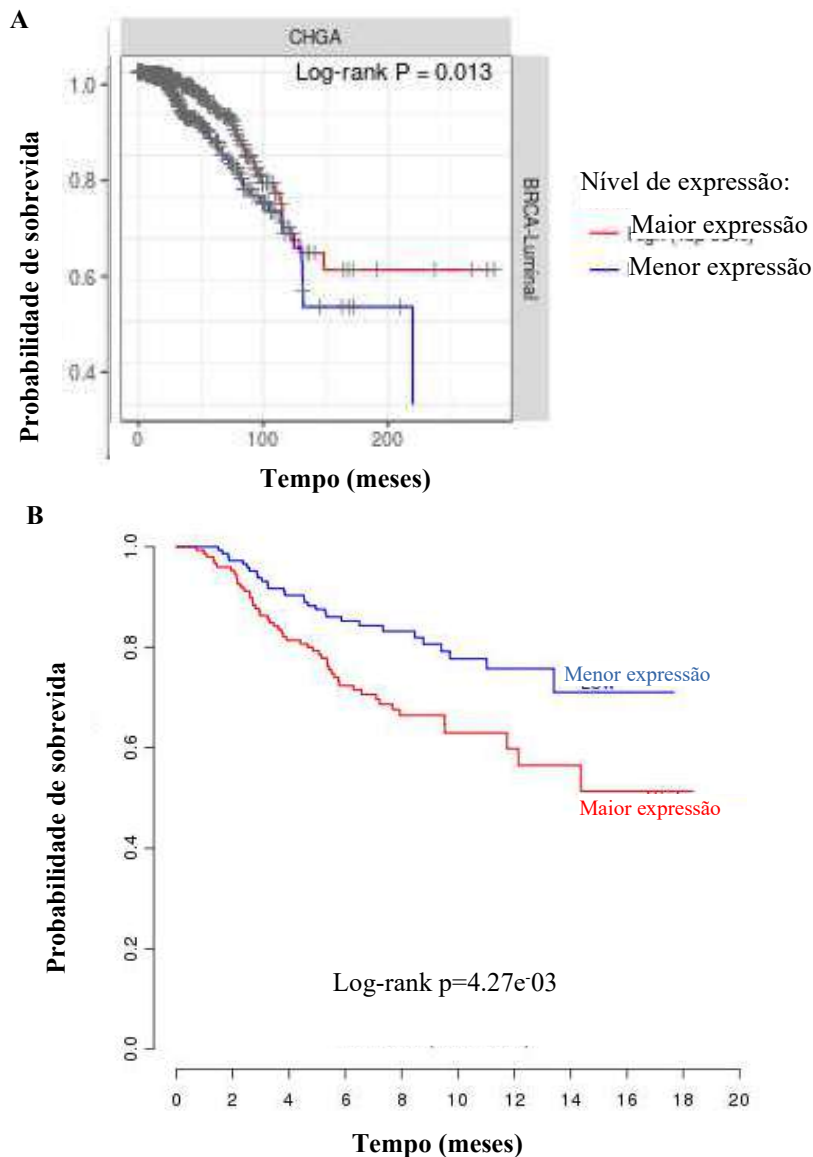 A
CHGA
Log-rank P = 0.013
Probabilidade de sobrevida
1.0
0.8
0.6
0.4
0
100
200
Tempo (meses)
BRCA-Luminal
Nível de expressão:
Maior expressão
Menor expressão
B
Probabilidade de sobrevida
1.0
0.8
0.6
0.4
0.2
0.0
Menor expressão
Maior expressão
Log-rank p=4.27e-03
0 2 4 6 8 10 12 14 16 18 20
Tempo (meses)